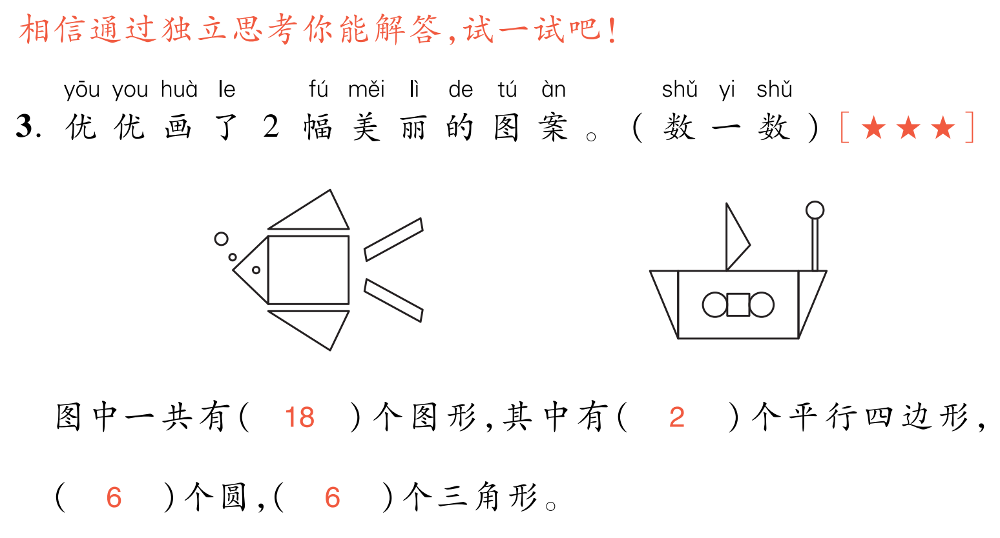 相信通过独立思考你能解答,试一试吧!
yōu you huà le fú měi lì de tú àn shǔ yi shǔ
3. 优优画了2幅美丽的图案。(数一数)[★★★]
图中一共有( 18 )个图形,其中有( 2 )个平行四边形,
( 6 )个圆,( 6 )个三角形。